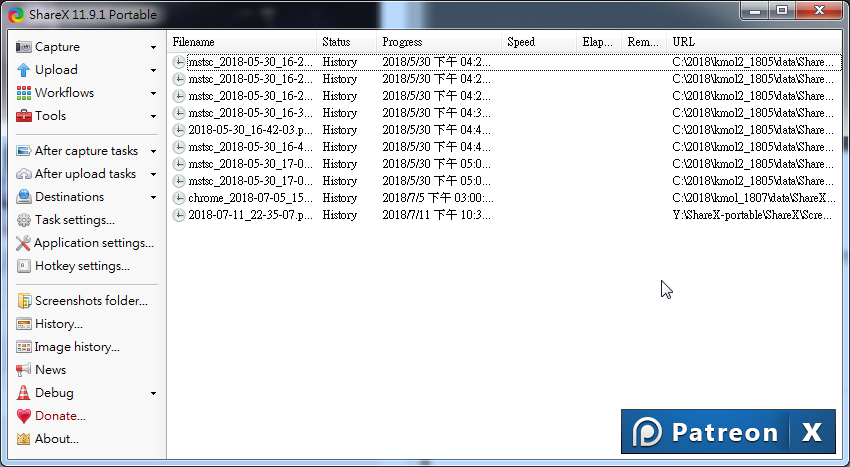 ShareX 11.9.1 Portable
Capture
Upload
Workflows
Tools
After capture tasks
After upload tasks
Destinations
Task settings...
Application settings...
Hotkey settings...
Screenshots folder...
History...
Image history...
News
Debug
Donate...
About...
Filename Status Progress Speed Elap... Rem... URL
mstsc_2018-05-30_16-2... History 2018/5/30 下午 04:2... C:\2018\kmol2_1805\data\Share...
mstsc_2018-05-30_16-2... History 2018/5/30 下午 04:2... C:\2018\kmol2_1805\data\Share...
mstsc_2018-05-30_16-2... History 2018/5/30 下午 04:2... C:\2018\kmol2_1805\data\Share...
mstsc_2018-05-30_16-3... History 2018/5/30 下午 04:3... C:\2018\kmol2_1805\data\Share...
2018-05-30_16-42-03.p... History 2018/5/30 下午 04:4... C:\2018\kmol2_1805\data\Share...
mstsc_2018-05-30_16-4... History 2018/5/30 下午 04:4... C:\2018\kmol2_1805\data\Share...
mstsc_2018-05-30_17-0... History 2018/5/30 下午 05:0... C:\2018\kmol2_1805\data\Share...
mstsc_2018-05-30_17-0... History 2018/5/30 下午 05:0... C:\2018\kmol2_1805\data\Share...
chrome_2018-07-05_15... History 2018/7/5 下午 03:00:... C:\2018\kmol_1807\data\ShareX...
2018-07-11_22-35-07.p... History 2018/7/11 下午 10:3... Y:\ShareX-portable\ShareX\Scre...
Patreon X